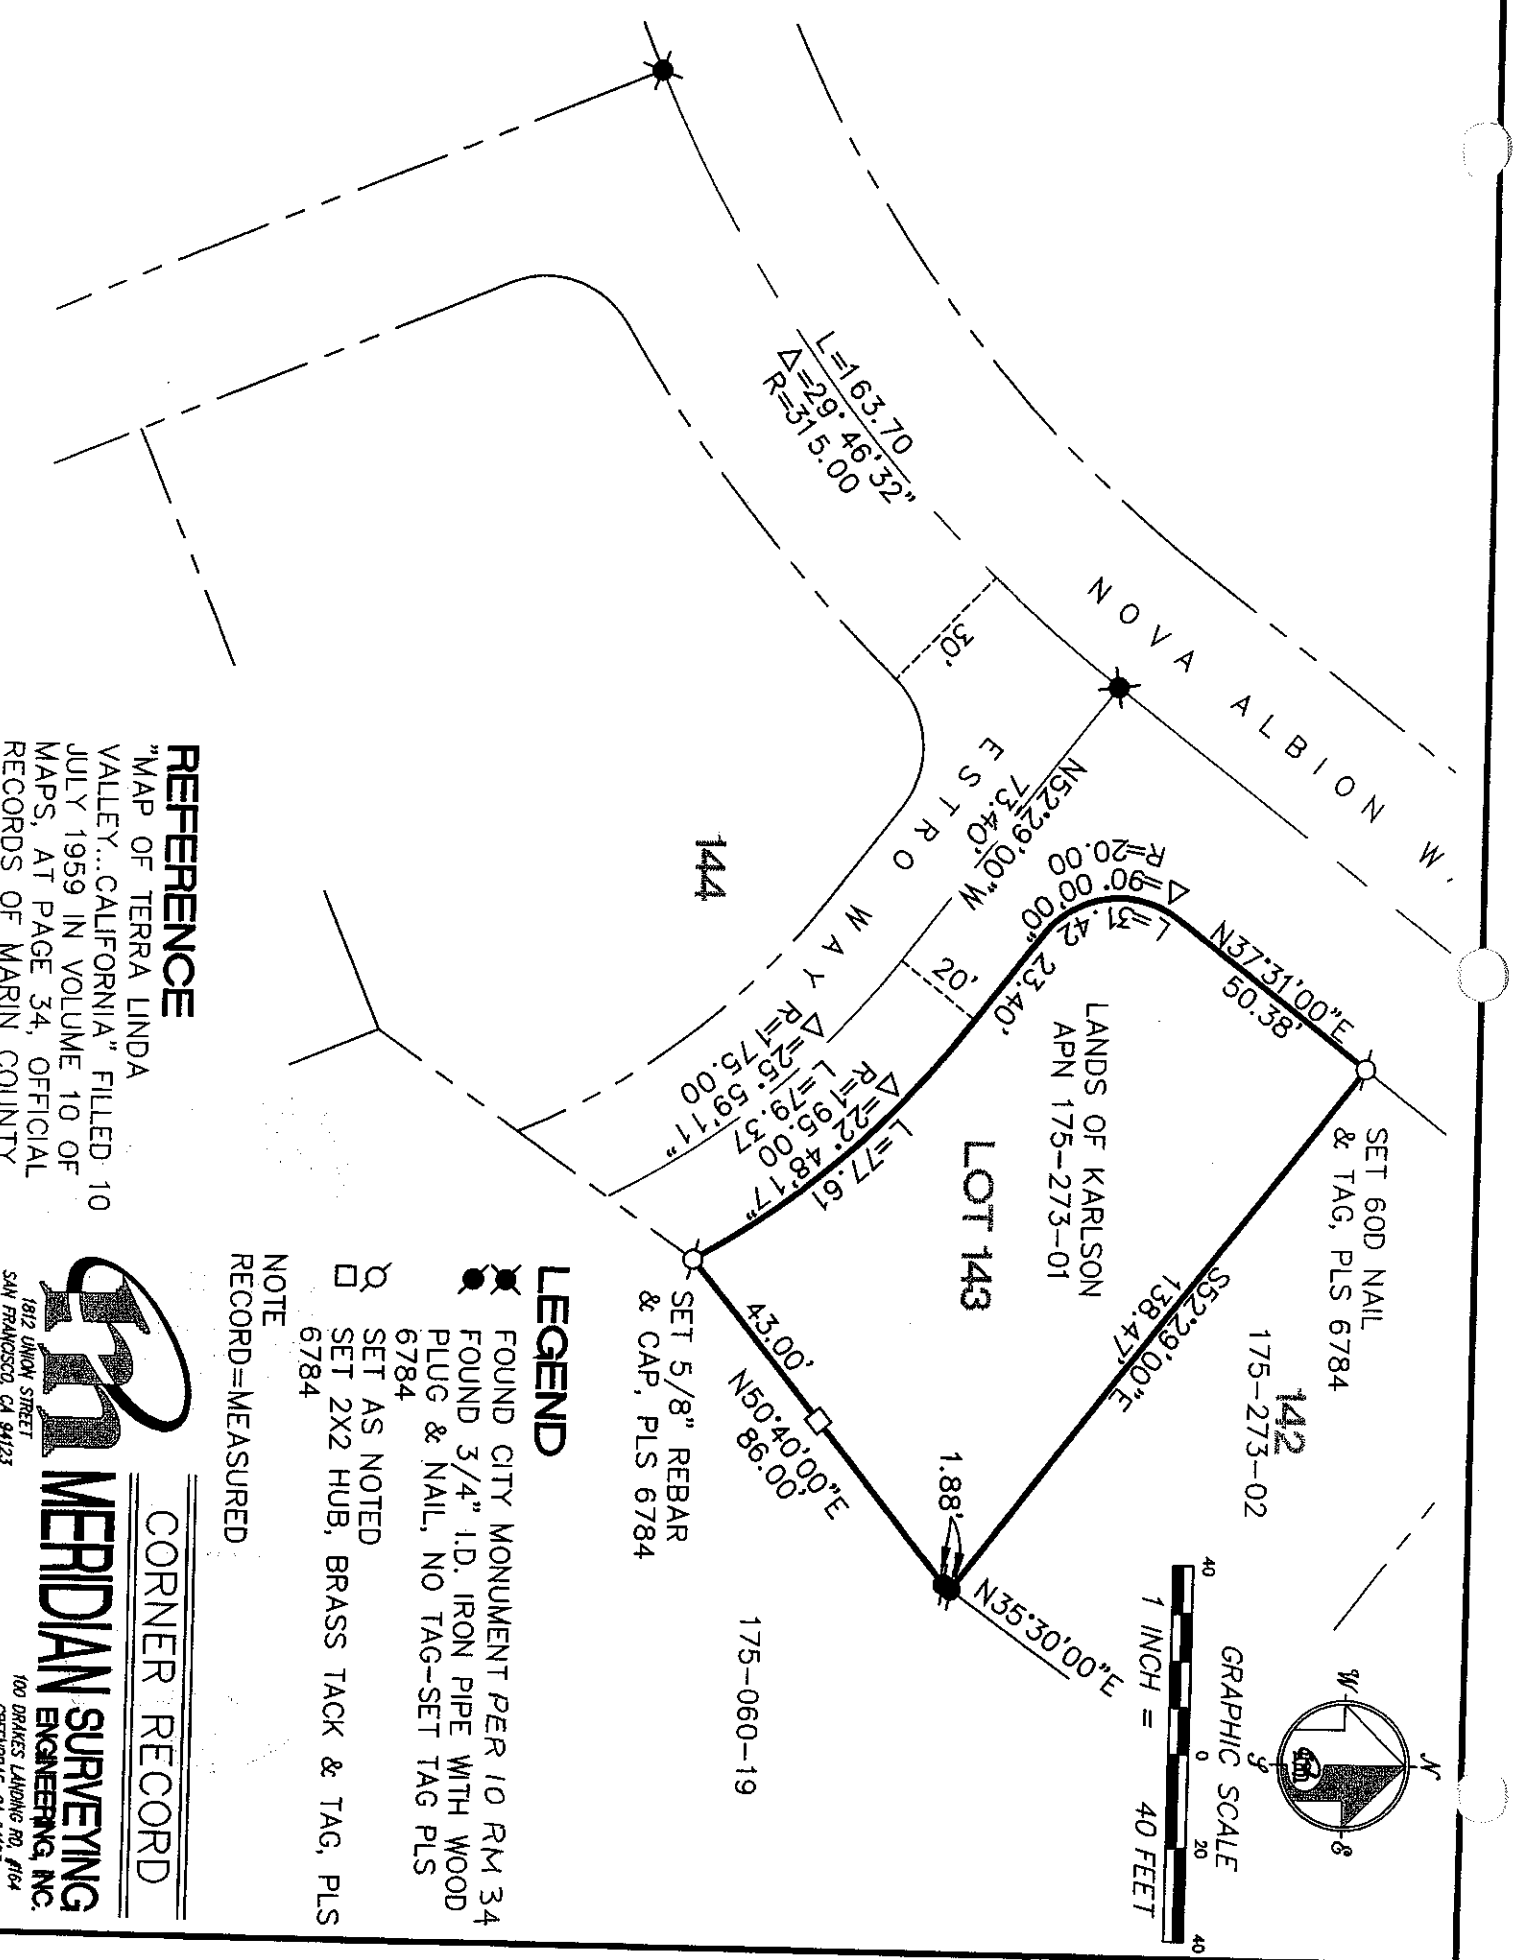 NOVA ALBION W.
L=163.70
Δ=29°46'32"
R=315.00
30'
N52°29'00"W
73.40'
ESTRO WAY
R=20.00
Δ=90°00'00"
L=31.42
N37°31'00"E
50.38'
23.40'
20'
SET 60D NAIL
& TAG, PLS 6784
LANDS OF KARLSON
APN 175-273-01
LOT 143
S52°29'00"E
138.47'
142
175-273-02
R=175.00
Δ=25°59'11"
L=79.37
R=195.00
Δ=22°48'17"
L=77.61
144
43.00'
N50°40'00"E
86.00'
1.88'
N35°30'00"E
SET 5/8" REBAR
& CAP, PLS 6784
175-060-19
N
W
E
S
m
GRAPHIC SCALE
40 0 20 40
1 INCH = 40 FEET
LEGEND
FOUND CITY MONUMENT PER 10 RM 34
FOUND 3/4" I.D. IRON PIPE WITH WOOD
PLUG & NAIL, NO TAG-SET TAG PLS
6784
SET AS NOTED
SET 2X2 HUB, BRASS TACK & TAG, PLS
6784
NOTE
RECORD=MEASURED
REFERENCE
"MAP OF TERRA LINDA
VALLEY...CALIFORNIA" FILLED 10
JULY 1959 IN VOLUME 10 OF
MAPS, AT PAGE 34, OFFICIAL
RECORDS OF MARIN COUNTY
CORNER RECORD
m MERIDIAN SURVEYING
ENGINEERING, INC.
1812 UNION STREET
SAN FRANCISCO, CA 94123
100 DRAKES LANDING RD, #164